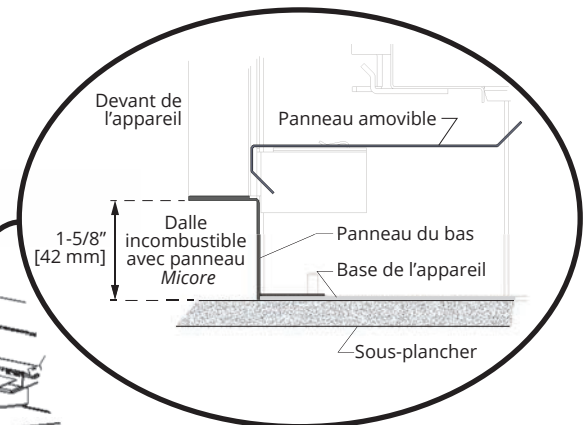 Devant de
l'appareil
Panneau amovible
1-5/8”
[42 mm]
Dalle
incombustible
avec panneau
Micore
Panneau du bas
Base de l'appareil
Sous-plancher